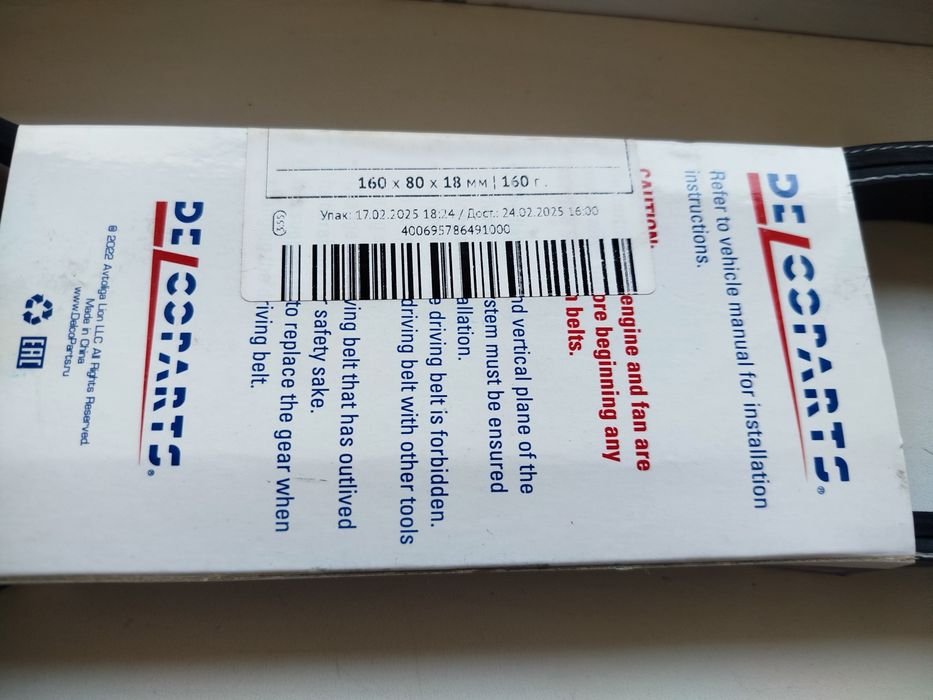 160 x 80 x 18 мм | 160 г.
Упак: 17.02.2025 18:24 / Дост: 24.02.2025 16:00
400695786491000
DELCOPARTS®
Refer to vehicle manual for installation
instructions.
CAUTION:
engine and fan are
ore beginning any
belts.
nd vertical plane of the
stem must be ensured
allation.
e driving belt is forbidden.
driving belt with other tools
ving belt that has outlived
r safety sake.
to replace the gear when
riving belt.
DELCOPARTS®
© 2022 Avtoliga Lion LLC All Rights Reserved.
Made in China
www.DelcoParts.ru
EAC